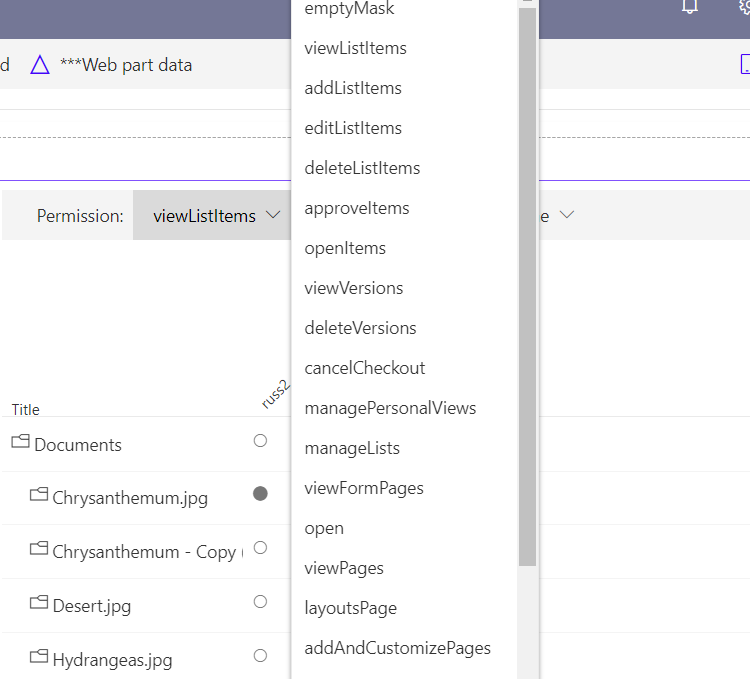 d ***Web part data
Permission: viewListItems
e
emptyMask
viewListItems
addListItems
editListItems
deleteListItems
approveItems
openItems
viewVersions
deleteVersions
cancelCheckout
managePersonalViews
manageLists
viewFormPages
open
viewPages
layoutsPage
addAndCustomizePages
Title russ2
Documents
Chrysanthemum.jpg
Chrysanthemum - Copy (
Desert.jpg
Hydrangeas.jpg